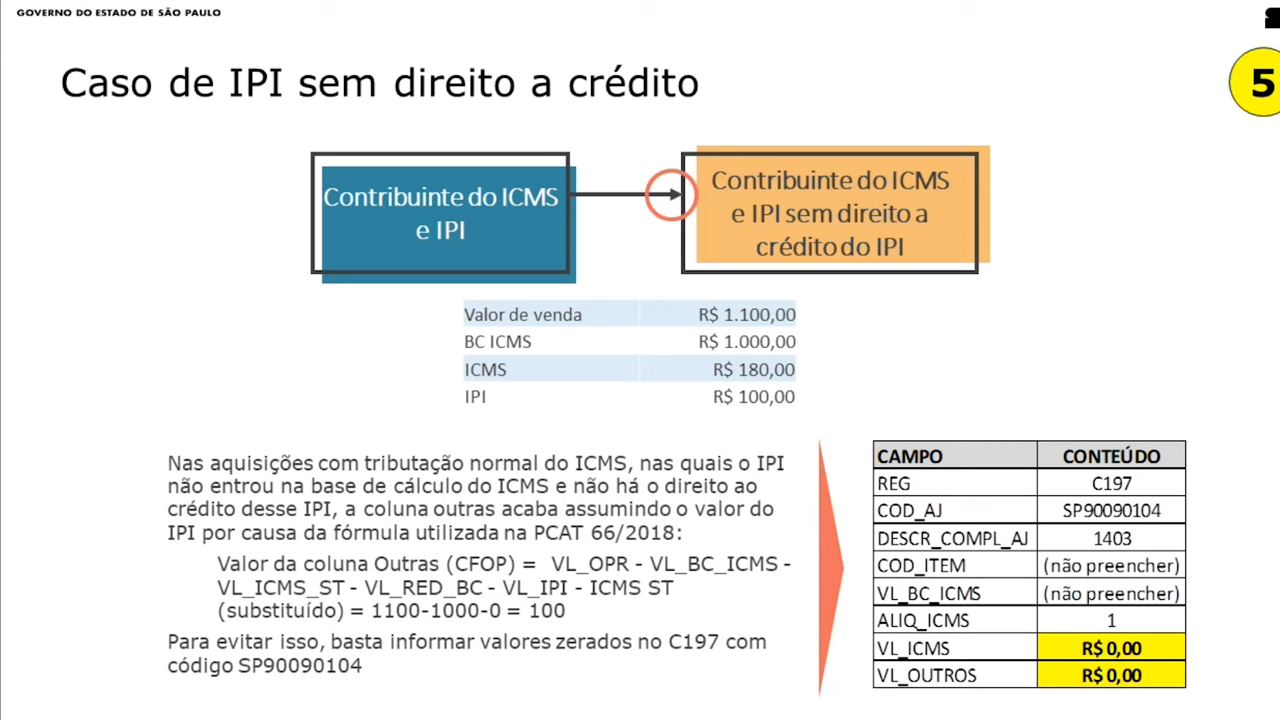 GOVERNO DO ESTADO DE SÃO PAULO
Caso de IPI sem direito a crédito
5
Contribuinte do ICMS
e IPI
Contribuinte do ICMS
e IPI sem direito a
crédito do IPI
Valor de venda R$ 1.100,00
BC ICMS R$ 1.000,00
ICMS R$ 180,00
IPI R$ 100,00
Nas aquisições com tributação normal do ICMS, nas quais o IPI
não entrou na base de cálculo do ICMS e não há o direito ao
crédito desse IPI, a coluna outras acaba assumindo o valor do
IPI por causa da fórmula utilizada na PCAT 66/2018:
Valor da coluna Outras (CFOP) = VL_OPR - VL_BC_ICMS -
VL_ICMS_ST - VL_RED_BC - VL_IPI - ICMS ST
(substituído) = 1100-1000-0 = 100
Para evitar isso, basta informar valores zerados no C197 com
código SP90090104
CAMPO CONTEÚDO
REG C197
COD_AJ SP90090104
DESCR_COMPL_AJ 1403
COD_ITEM (não preencher)
VL_BC_ICMS (não preencher)
ALIQ_ICMS 1
VL_ICMS R$ 0,00
VL_OUTROS R$ 0,00